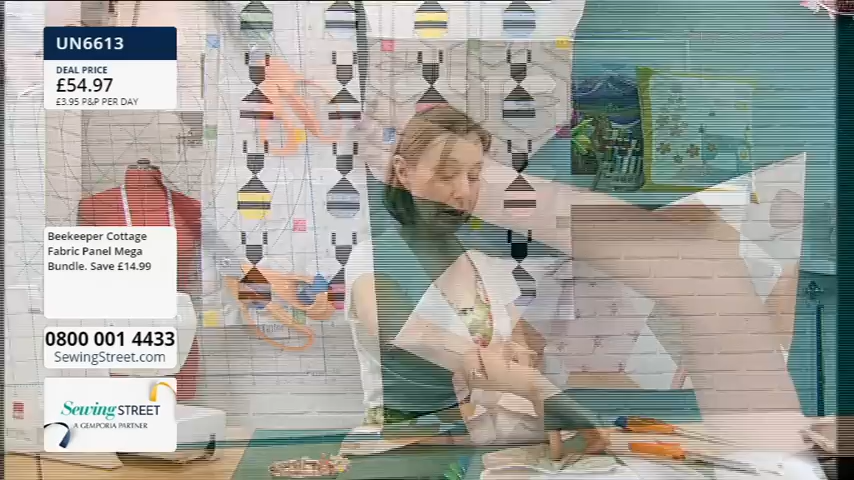 UN6613
DEAL PRICE
£54.97
£3.95 P&P PER DAY
Beekeeper Cottage
Fabric Panel Mega
Bundle. Save £14.99
0800 001 4433
SewingStreet.com
Sewing STREET
A GEMPORIA PARTNER